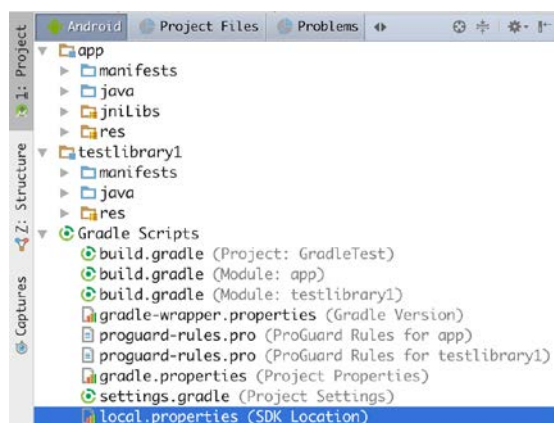 Android Project Files Problems
1: Project
app
manifests
java
jniLibs
res
testlibrary1
manifests
java
res
Z: Structure
Gradle Scripts
build.gradle (Project: GradleTest)
build.gradle (Module: app)
build.gradle (Module: testlibrary1)
gradle-wrapper.properties (Gradle Version)
proguard-rules.pro (ProGuard Rules for app)
proguard-rules.pro (ProGuard Rules for testlibrary1)
gradle.properties (Project Properties)
settings.gradle (Project Settings)
local.properties (SDK Location)
Captures